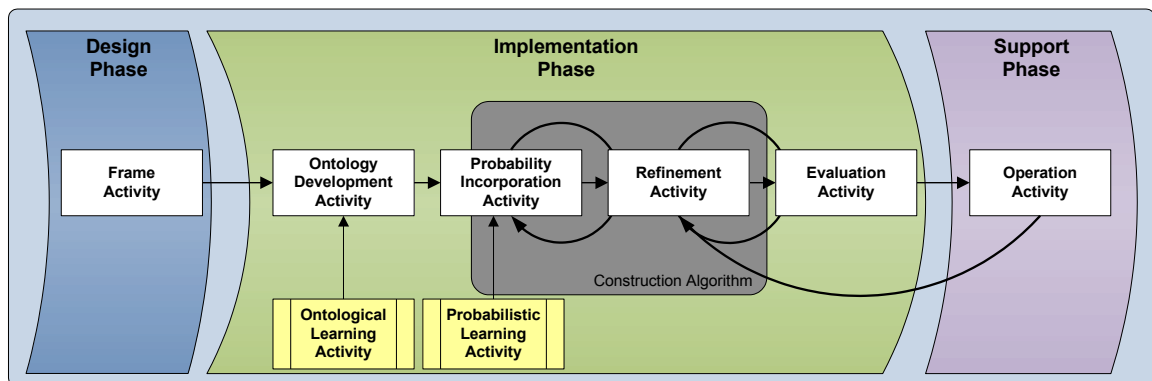 Design
Phase
Implementation
Phase
Support
Phase
Frame
Activity
Ontology
Development
Activity
Probability
Incorporation
Activity
Refinement
Activity
Evaluation
Activity
Operation
Activity
Construction Algorithm
Ontological
Learning
Activity
Probabilistic
Learning
Activity